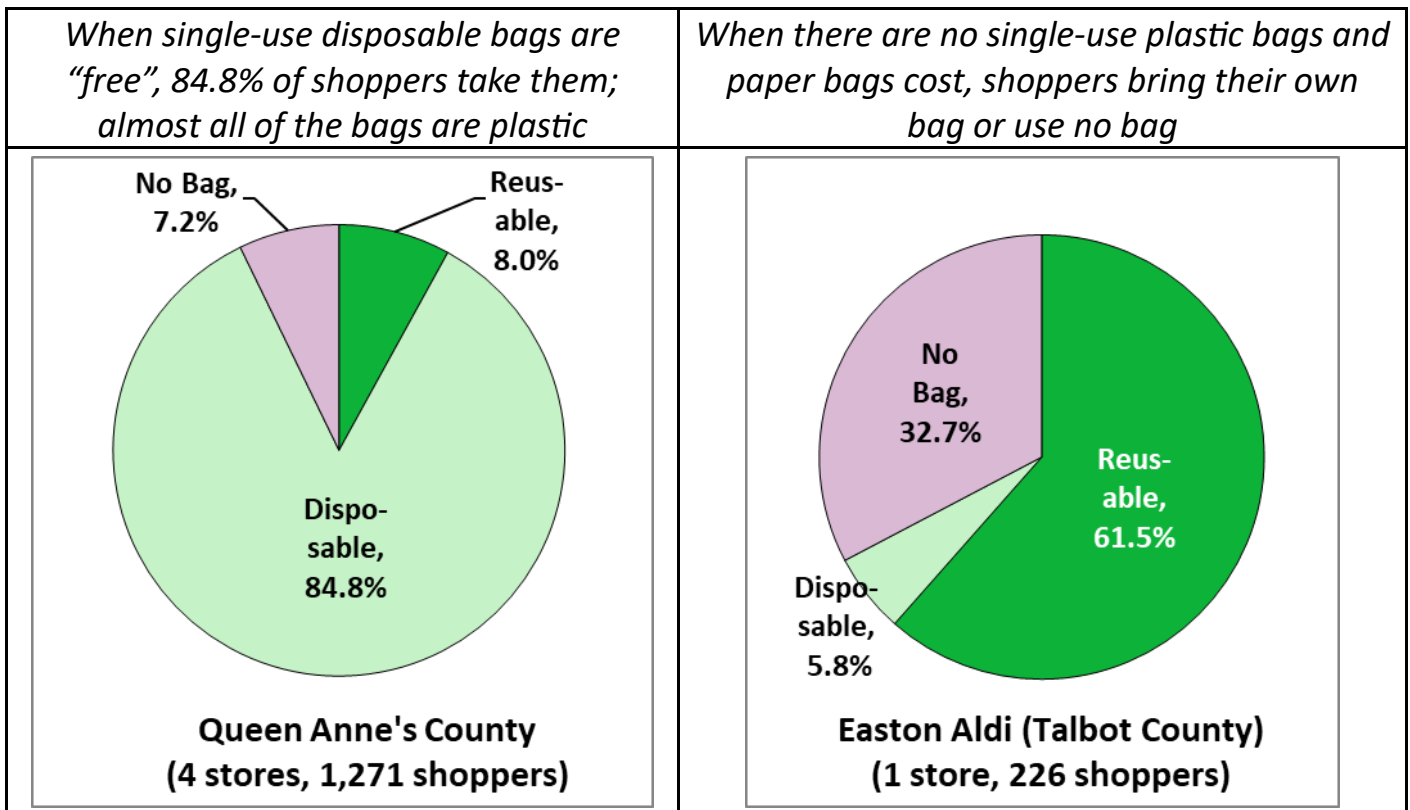 When single-use disposable bags are
“free”, 84.8% of shoppers take them;
almost all of the bags are plastic
When there are no single-use plastic bags and
paper bags cost, shoppers bring their own
bag or use no bag
No Bag,
7.2%
Reus-
able,
8.0%
Dispo-
sable,
84.8%
Queen Anne's County
(4 stores, 1,271 shoppers)
No
Bag,
32.7%
Reus-
able,
61.5%
Dispo-
sable,
5.8%
Easton Aldi (Talbot County)
(1 store, 226 shoppers)